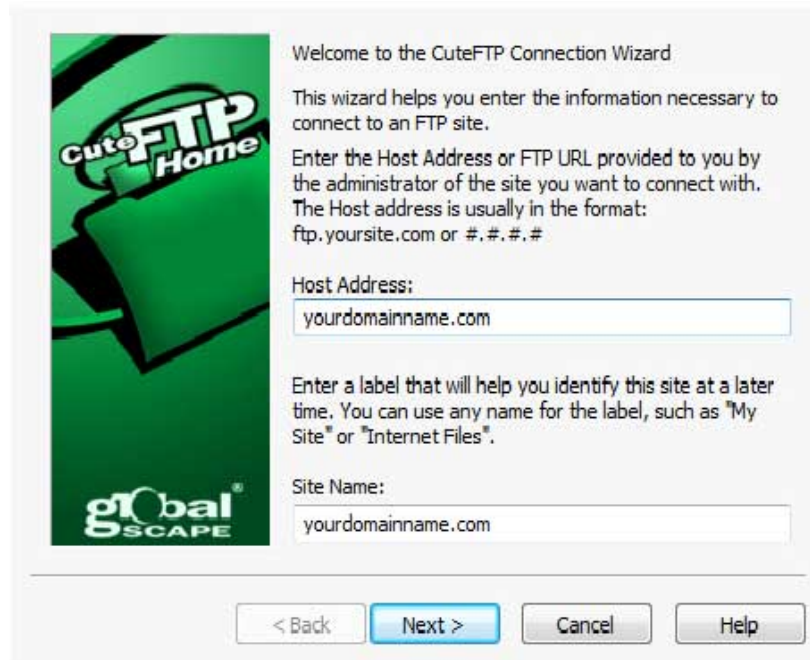 Cute FTP
Home
Welcome to the CuteFTP Connection Wizard
This wizard helps you enter the information necessary to
connect to an FTP site.
Enter the Host Address or FTP URL provided to you by
the administrator of the site you want to connect with.
The Host address is usually in the format:
ftp.yoursite.com or #.#.#.#
Host Address:
yourdomainname.com
Enter a label that will help you identify this site at a later
time. You can use any name for the label, such as "My
Site" or "Internet Files".
Site Name:
yourdomainname.com
global®
SCAPE
< Back
Next >
Cancel
Help